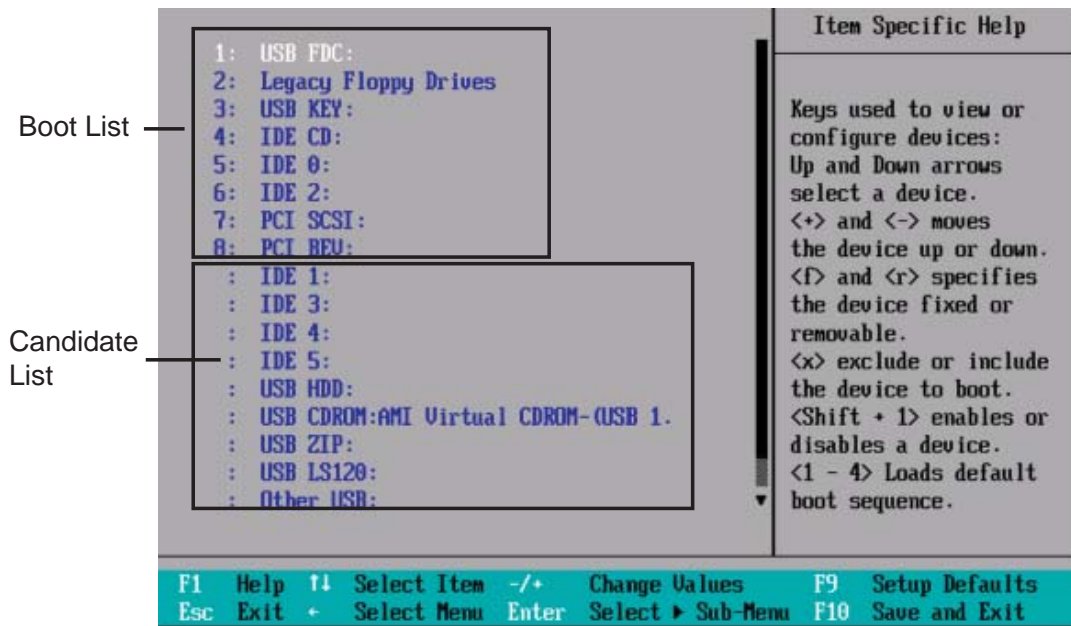 Boot List
Candidate
List
1: USB FDC:
2: Legacy Floppy Drives
3: USB KEY:
4: IDE CD:
5: IDE 0:
6: IDE 2:
7: PCI SCSI:
8: PCI BEV:
: IDE 1:
: IDE 3:
: IDE 4:
: IDE 5:
: USB HDD:
: USB CDROM:AMI Virtual CDROM-(USB 1.
: USB ZIP:
: USB LS120:
: Other USB:
Item Specific Help
Keys used to view or
configure devices:
Up and Down arrows
select a device.
<+> and <-> moves
the device up or down.
<f> and <r> specifies
the device fixed or
removable.
<x> exclude or include
the device to boot.
<Shift + 1> enables or
disables a device.
<1 - 4> Loads default
boot sequence.
F1 Help ↑↓ Select Item -/+ Change Values F9 Setup Defaults
Esc Exit ← Select Menu Enter Select ▶ Sub-Menu F10 Save and Exit